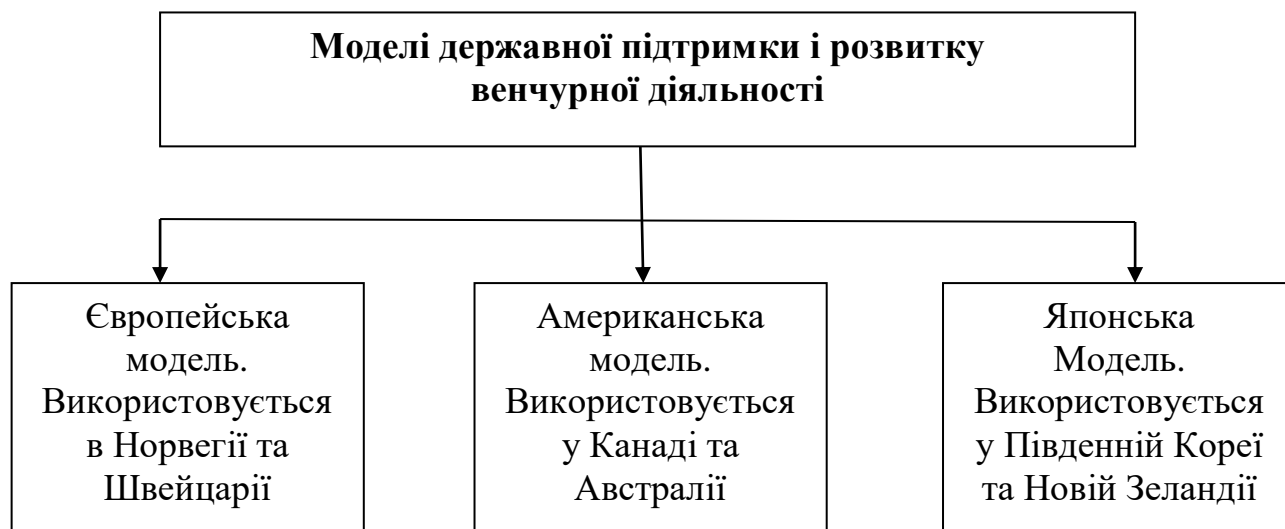 Моделі державної підтримки і розвитку
венчурної діяльності
Європейська
модель.
Використовується
в Норвегії та
Швейцарії
Американська
модель.
Використовується
у Канаді та
Австралії
Японська
Модель.
Використовується
у Південній Кореї
та Новій Зеландії